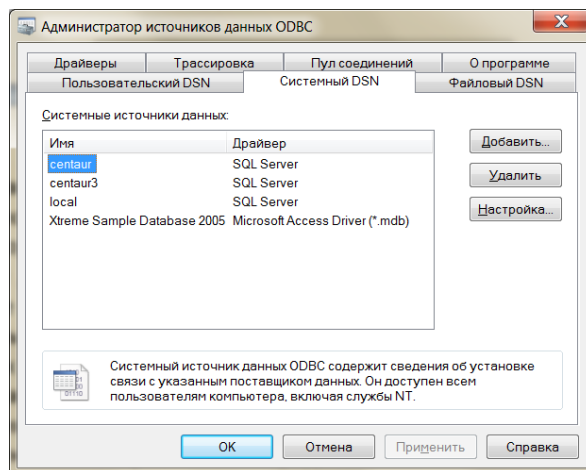 Администратор источников данных ODBC
Драйверы Трассировка Пул соединений О программе
Пользовательский DSN Системный DSN Файловый DSN
Системные источники данных:
Имя Драйвер
centaur SQL Server
centaur3 SQL Server
local SQL Server
Xtreme Sample Database 2005 Microsoft Access Driver (*.mdb)
Добавить...
Удалить
Настройка...
Системный источник данных ODBC содержит сведения об установке
связи с указанным поставщиком данных. Он доступен всем
пользователям компьютера, включая службы NT.
OK Отмена Применить Справка